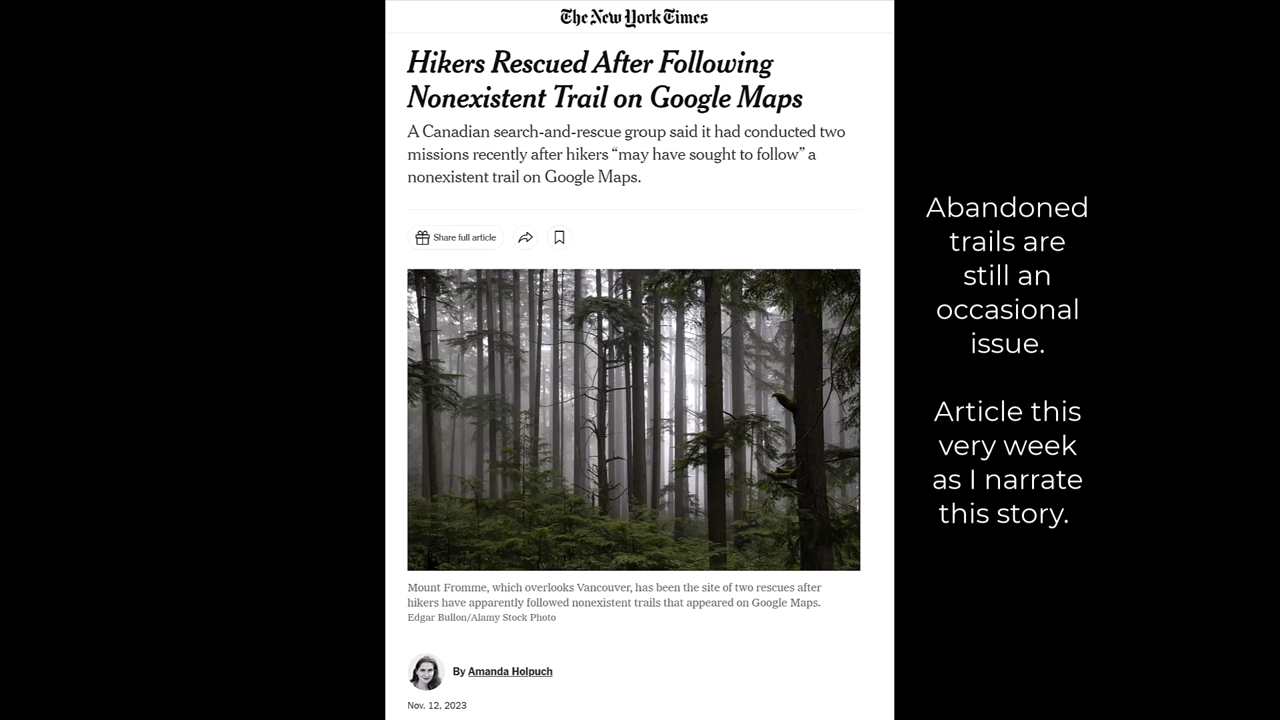 The New York Times
Hikers Rescued After Following
Nonexistent Trail on Google Maps
A Canadian search-and-rescue group said it had conducted two
missions recently after hikers “may have sought to follow” a
nonexistent trail on Google Maps.
Share full article
Mount Fromme, which overlooks Vancouver, has been the site of two rescues after
hikers have apparently followed nonexistent trails that appeared on Google Maps.
Edgar Bullon/Alamy Stock Photo
By Amanda Holpuch
Nov. 12, 2023
Abandoned
trails are
still an
occasional
issue.
Article this
very week
as I narrate
this story.